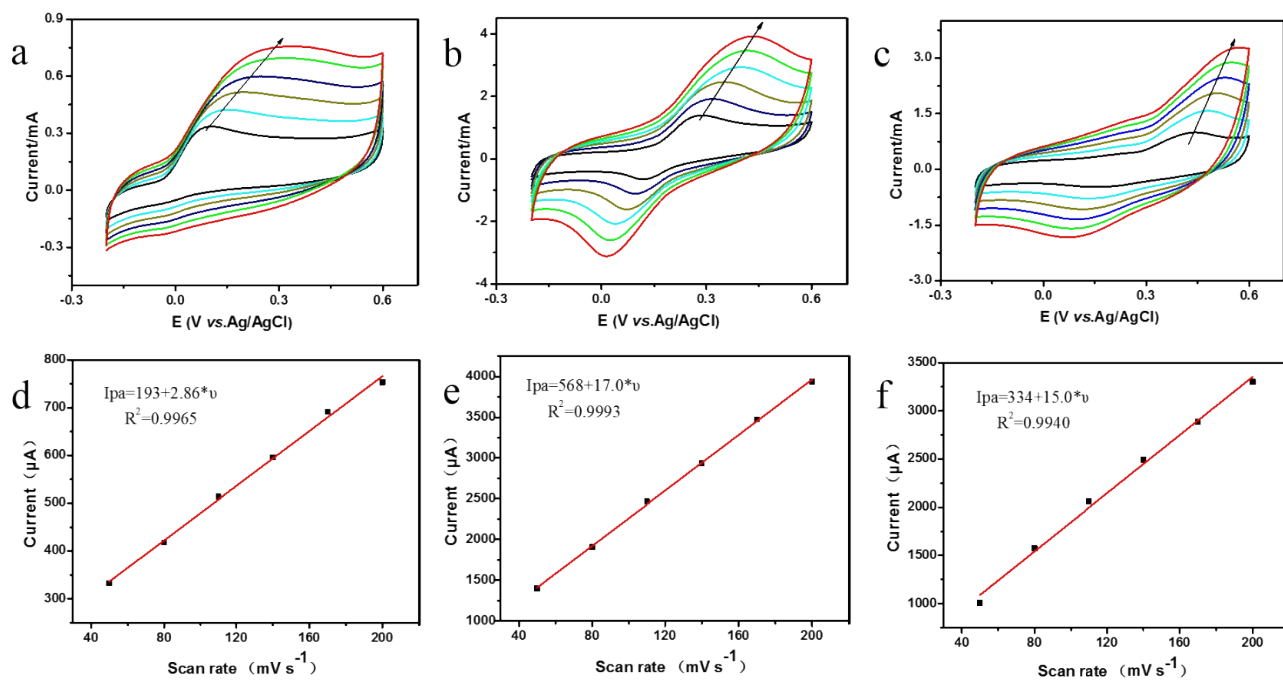 a
0.9
0.6
0.3
0.0
-0.3
Current/mA
-0.3
0.0
0.3
0.6
E (V vs.Ag/AgCl)
b
4
2
0
-2
-4
Current/mA
-0.3
0.0
0.3
0.6
E (V vs.Ag/AgCl)
c
3.0
1.5
0.0
-1.5
-3.0
Current/mA
-0.3
0.0
0.3
0.6
E (V vs.Ag/AgCl)
d
Ipa=193+2.86*υ
R²=0.9965
800
700
600
500
400
300
Current（μA）
40
80
120
160
200
Scan rate （mV s⁻¹）
e
Ipa=568+17.0*υ
R²=0.9993
4000
3500
3000
2500
2000
1500
1000
Current（μA）
40
80
120
160
200
Scan rate （mV s⁻¹）
f
Ipa=334+15.0*υ
R²=0.9940
3500
3000
2500
2000
1500
1000
Current（μA）
40
80
120
160
200
Scan rate （mV s⁻¹）